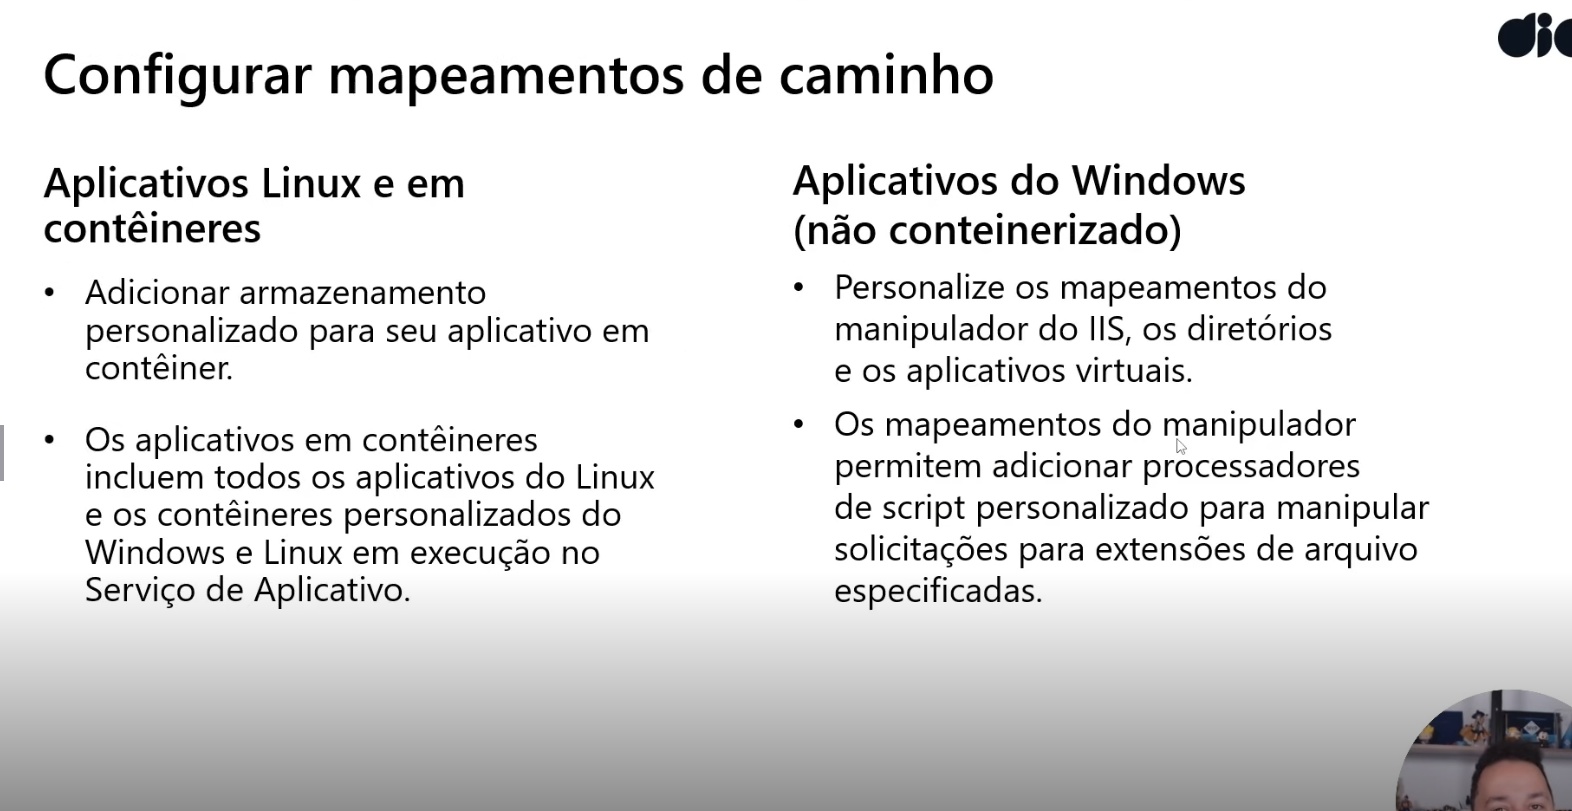 Configurar mapeamentos de caminho
Aplicativos Linux e em
contêineres
• Adicionar armazenamento
personalizado para seu aplicativo em
contêiner.
• Os aplicativos em contêineres
incluem todos os aplicativos do Linux
e os contêineres personalizados do
Windows e Linux em execução no
Serviço de Aplicativo.
Aplicativos do Windows
(não conteinerizado)
• Personalize os mapeamentos do
manipulador do IIS, os diretórios
e os aplicativos virtuais.
• Os mapeamentos do manipulador
permitem adicionar processadores
de script personalizado para manipular
solicitações para extensões de arquivo
especificadas.